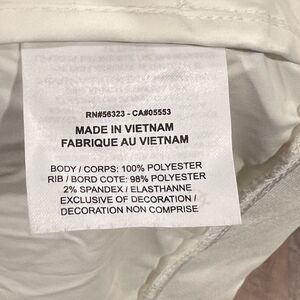 RN#56323 - CA#05553
MADE IN VIETNAM
FABRIQUE AU VIETNAM
BODY / CORPS: 100% POLYESTER
RIB / BORD COTE: 98% POLYESTER
2% SPANDEX / ELASTHANNE
EXCLUSIVE OF DECORATION /
DECORATION NON COMPRISE